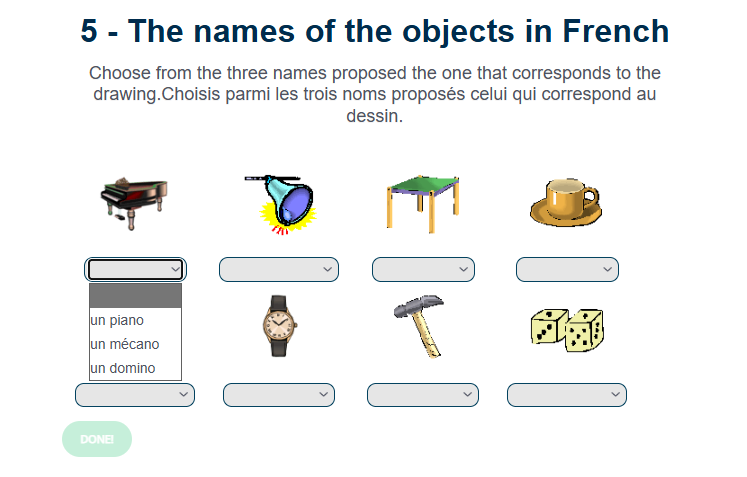 5 - The names of the objects in French
Choose from the three names proposed the one that corresponds to the
drawing.Choisis parmi les trois noms proposés celui qui correspond au
dessin.
un piano
un mécano
un domino
DONE!